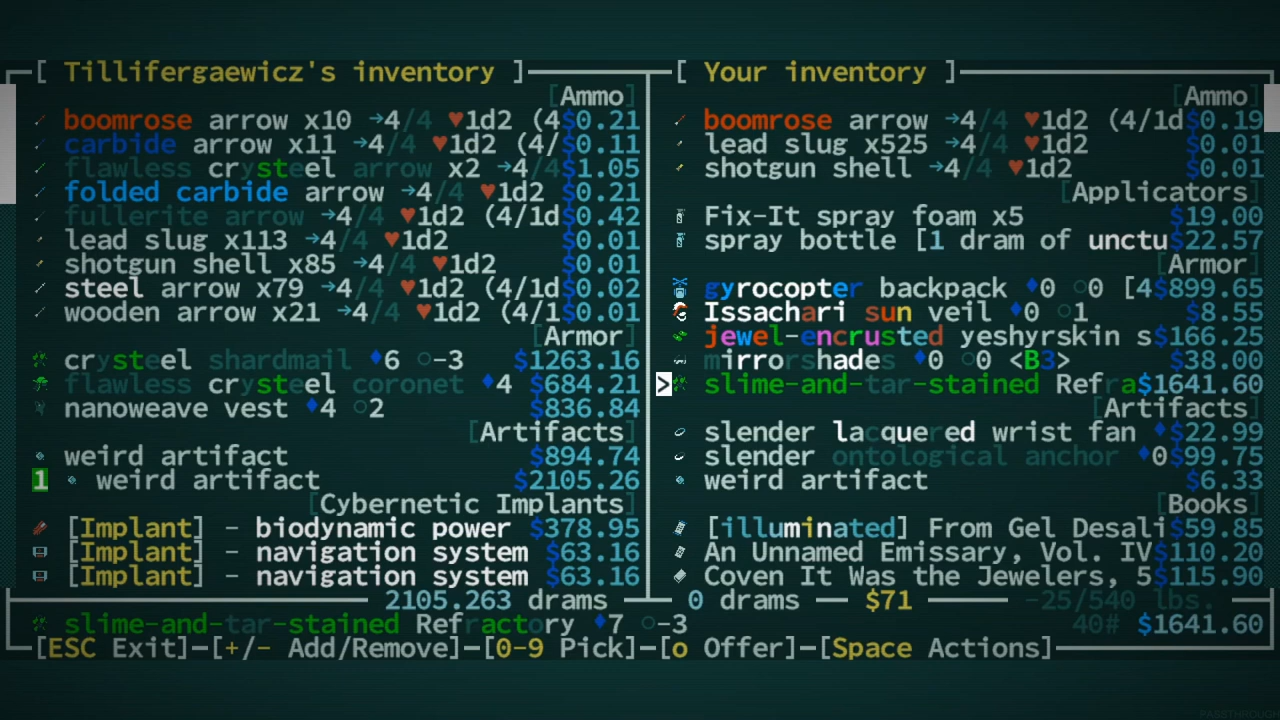 [ Tillifergaewicz's inventory ]
[Ammo]
boomrose arrow x10 →4/4 ♥1d2 (4$0.21
carbide arrow x11 →4/4 ♥1d2 (4/$0.11
flawless crysteel arrow x2 →4/4$1.05
folded carbide arrow →4/4 ♥1d2 $0.21
fullerite arrow →4/4 ♥1d2 (4/1d$0.42
lead slug x113 →4/4 ♥1d2 $0.01
shotgun shell x85 →4/4 ♥1d2 $0.01
steel arrow x79 →4/4 ♥1d2 (4/1d$0.02
wooden arrow x21 →4/4 ♥1d2 (4/1$0.01
[Armor]
crysteel shardmail ♦6 ○-3 $1263.16
flawless crysteel coronet ♦4 $684.21
nanoweave vest ♦4 ○2 $836.84
[Artifacts]
weird artifact $894.74
1 weird artifact $2105.26
[Cybernetic Implants]
[Implant] - biodynamic power $378.95
[Implant] - navigation system $63.16
[Implant] - navigation system $63.16
[ Your inventory ]
[Ammo]
boomrose arrow →4/4 ♥1d2 (4/1d$0.19
lead slug x525 →4/4 ♥1d2 $0.01
shotgun shell →4/4 ♥1d2 $0.01
[Applicators]
Fix-It spray foam x5 $19.00
spray bottle [1 dram of unctu$22.57
[Armor]
gyrocopter backpack ♦0 ○0 [4$899.65
Issachari sun veil ♦0 ○1 $8.55
jewel-encrusted yeshyrskin s$166.25
mirrorshades ♦0 ○0 <B3> $38.00
> slime-and-tar-stained Refra$1641.60
[Artifacts]
slender lacquered wrist fan ♦$22.99
slender ontological anchor ♦0$99.75
weird artifact $6.33
[Books]
[illuminated] From Gel Desali$59.85
An Unnamed Emissary, Vol. IV$110.20
Coven It Was the Jewelers, 5$115.90
2105.263 drams 0 drams — $71 -25/540 lbs.
slime-and-tar-stained Refractory ♦7 ○-3 40# $1641.60
[ESC Exit]-[+/- Add/Remove]-[0-9 Pick]-[o Offer]-[Space Actions]